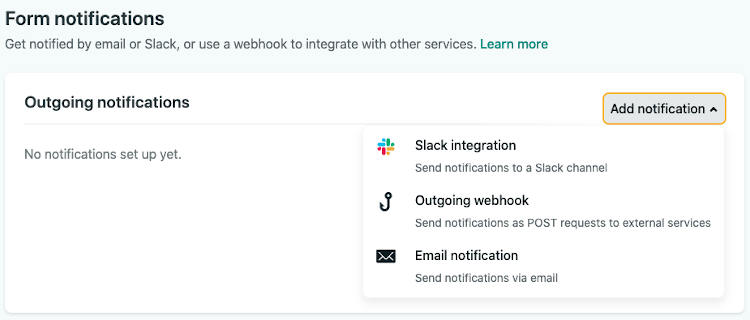 Form notifications
Get notified by email or Slack, or use a webhook to integrate with other services. Learn more
Outgoing notifications
Add notification
No notifications set up yet.
Slack integration
Send notifications to a Slack channel
Outgoing webhook
Send notifications as POST requests to external services
Email notification
Send notifications via email